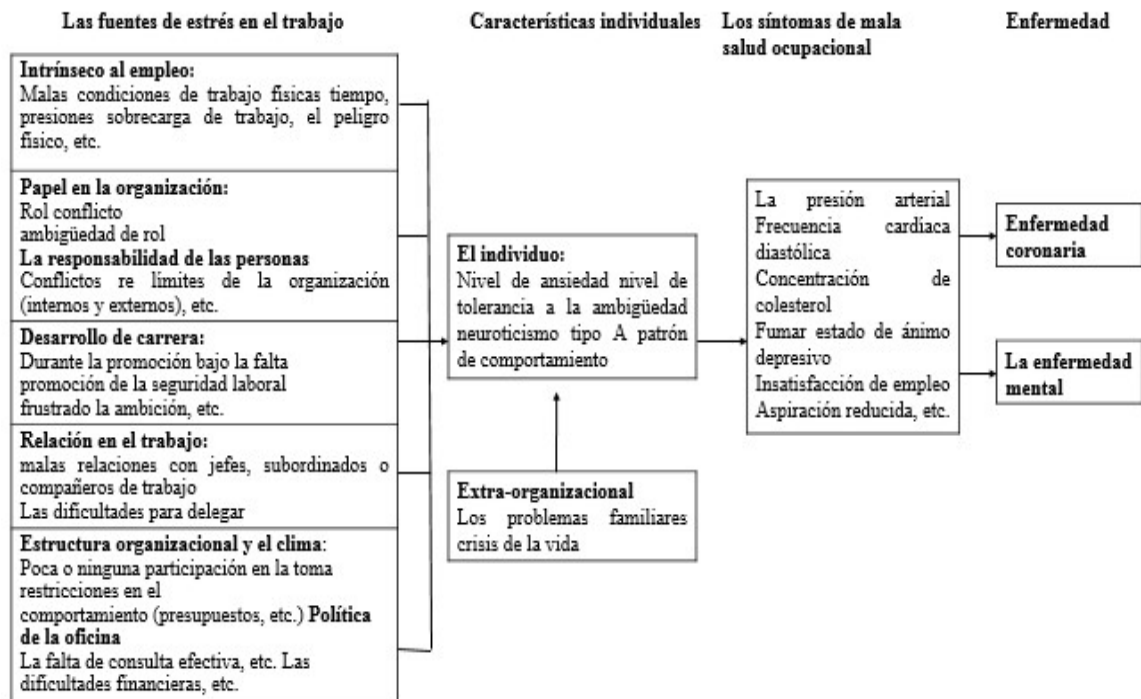 Las fuentes de estrés en el trabajo
Características individuales
Los síntomas de mala
salud ocupacional
Enfermedad
Intrínseco al empleo:
Malas condiciones de trabajo físicas tiempo,
presiones sobrecarga de trabajo, el peligro
físico, etc.
Papel en la organización:
Rol conflicto
ambigüedad de rol
La responsabilidad de las personas
Conflictos re límites de la organización
(internos y externos), etc.
Desarrollo de carrera:
Durante la promoción bajo la falta
promoción de la seguridad laboral
frustrado la ambición, etc.
Relación en el trabajo:
malas relaciones con jefes, subordinados o
compañeros de trabajo
Las dificultades para delegar
Estructura organizacional y el clima:
Poca o ninguna participación en la toma
restricciones en el
comportamiento (presupuestos, etc.) Política
de la oficina
La falta de consulta efectiva, etc. Las
dificultades financieras, etc.
El individuo:
Nivel de ansiedad nivel de
tolerancia a la ambigüedad
neuroticismo tipo A patrón
de comportamiento
Extra-organizacional
Los problemas familiares
crisis de la vida
La presión arterial
Frecuencia cardíaca
diastólica
Concentración de
colesterol
Fumar estado de ánimo
depresivo
Insatisfacción de empleo
Aspiración reducida, etc.
Enfermedad
coronaria
La enfermedad
mental